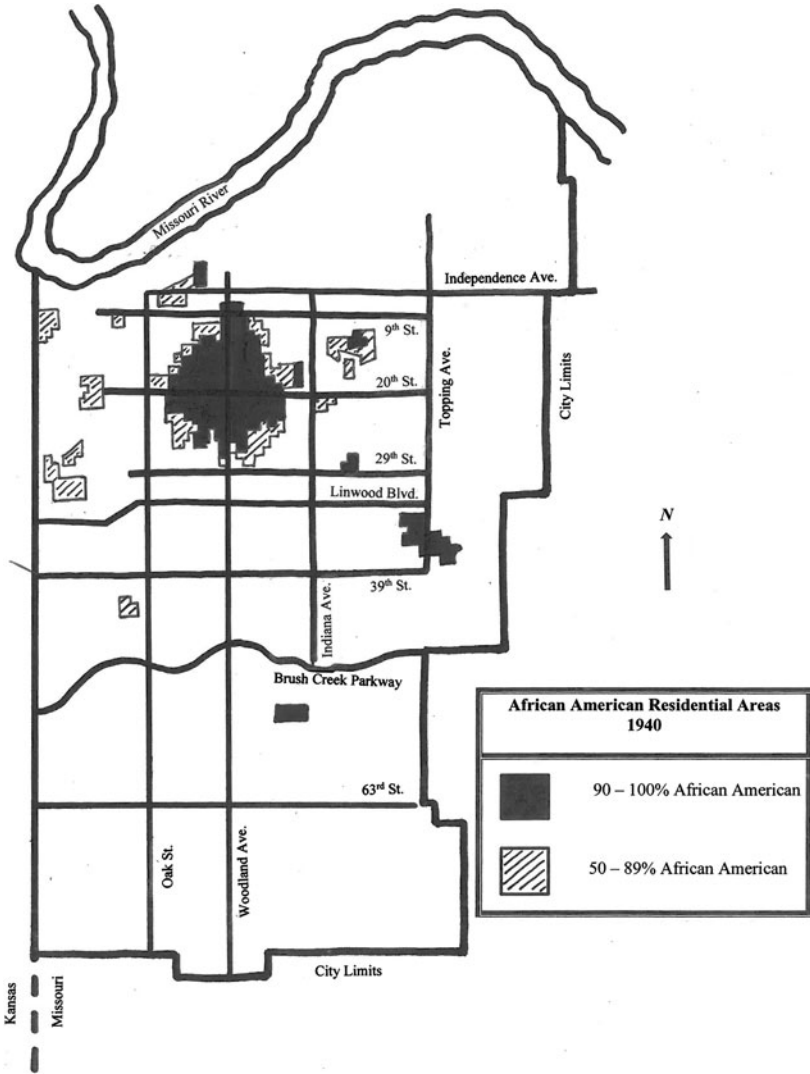 Missouri River
Independence Ave.
9th St.
20th St.
Topping Ave.
City Limits
29th St.
Linwood Blvd.
N
39th St.
Indiana Ave.
Brush Creek Parkway
African American Residential Areas
1940
90 – 100% African American
63rd St.
Oak St.
Woodland Ave.
50 – 89% African American
City Limits
Kansas
Missouri